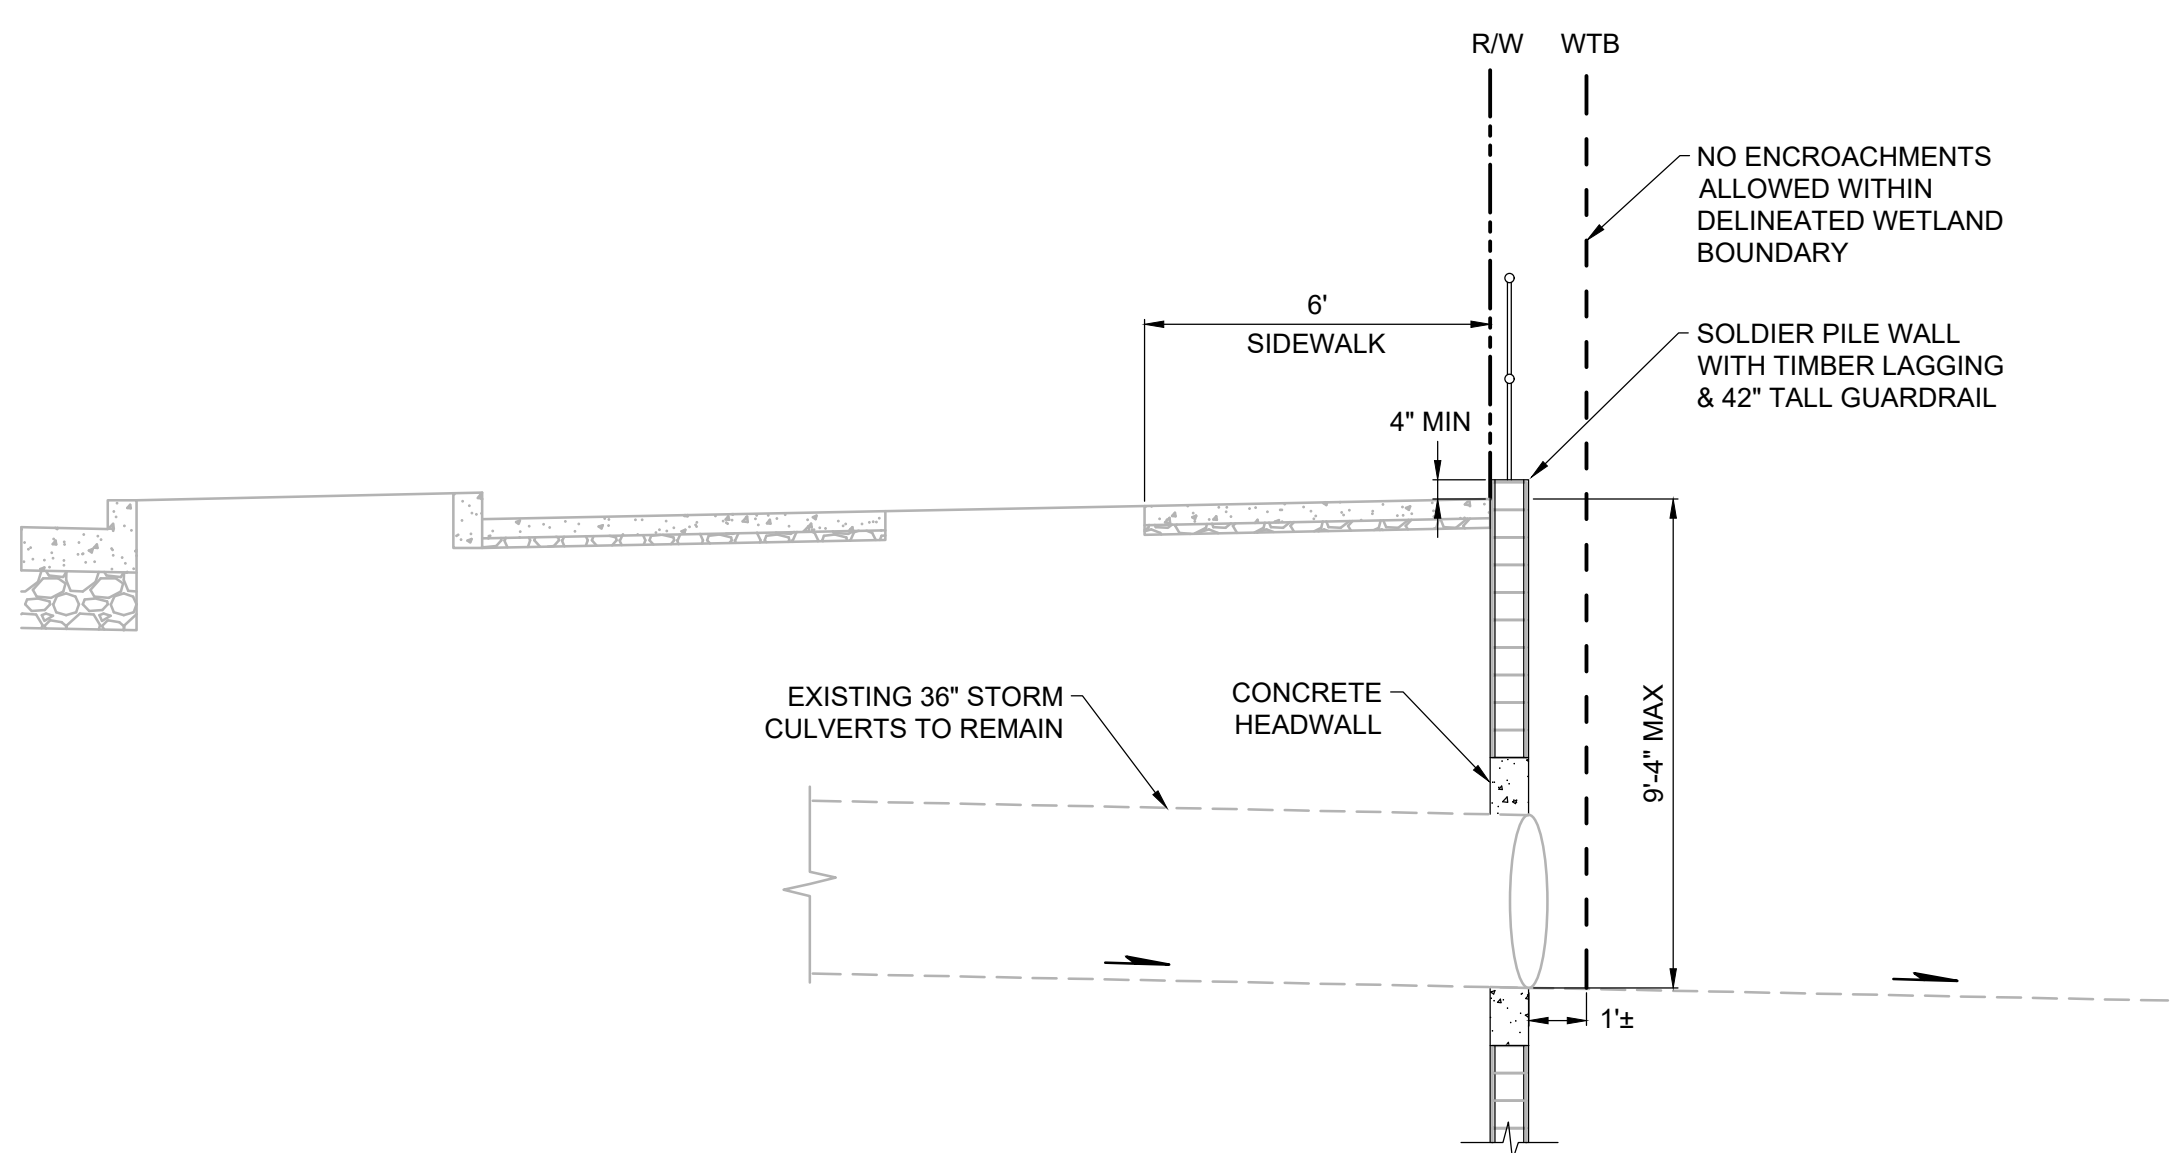 R/W WTB
NO ENCROACHMENTS
ALLOWED WITHIN
DELINEATED WETLAND
BOUNDARY
6'
SIDEWALK
SOLDIER PILE WALL
WITH TIMBER LAGGING
& 42" TALL GUARDRAIL
4" MIN
EXISTING 36" STORM
CULVERTS TO REMAIN
CONCRETE
HEADWALL
9'-4" MAX
1'±